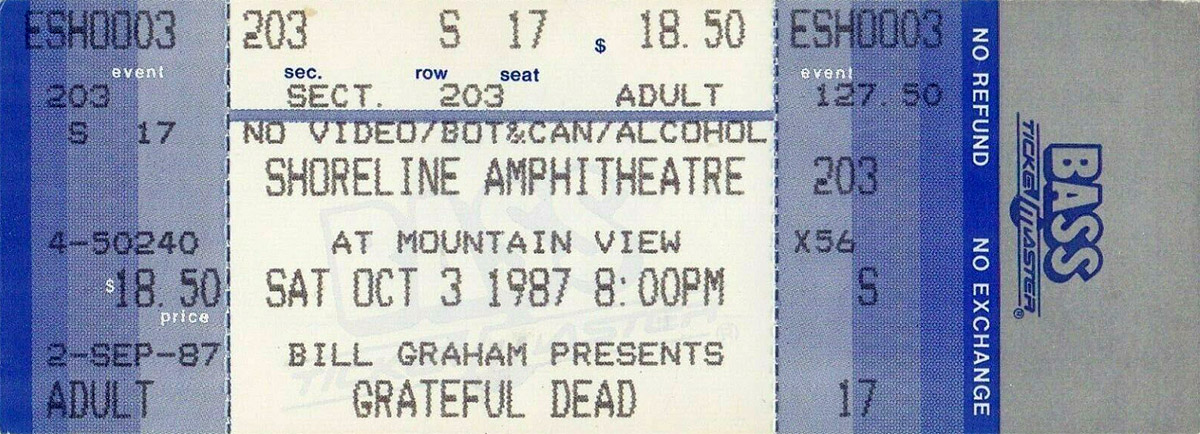 ESH0003
event
203
S 17
4-50240
$18.50
price
2-SEP-87
ADULT
203 S 17 $ 18.50
sec. row seat
SECT. 203 ADULT
NO VIDEO/BOT&CAN/ALCOHOL
SHORELINE AMPHITHEATRE
AT MOUNTAIN VIEW
SAT OCT 3 1987 8:00PM
BILL GRAHAM PRESENTS
GRATEFUL DEAD
ESH0003
event
127.50
203
X56
S
17
NO REFUND NO EXCHANGE
BASS
TICKETMASTER®